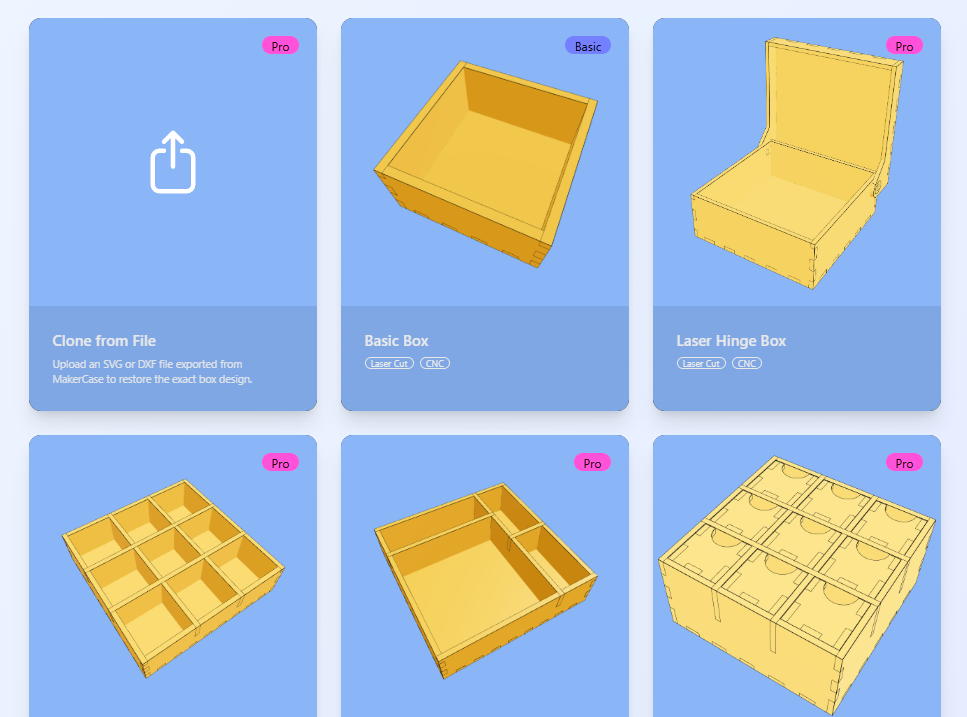 Pro
Basic
Pro
Clone from File
Upload an SVG or DXF file exported from
MakerCase to restore the exact box design.
Basic Box
Laser Cut CNC
Laser Hinge Box
Laser Cut CNC
Pro
Pro
Pro